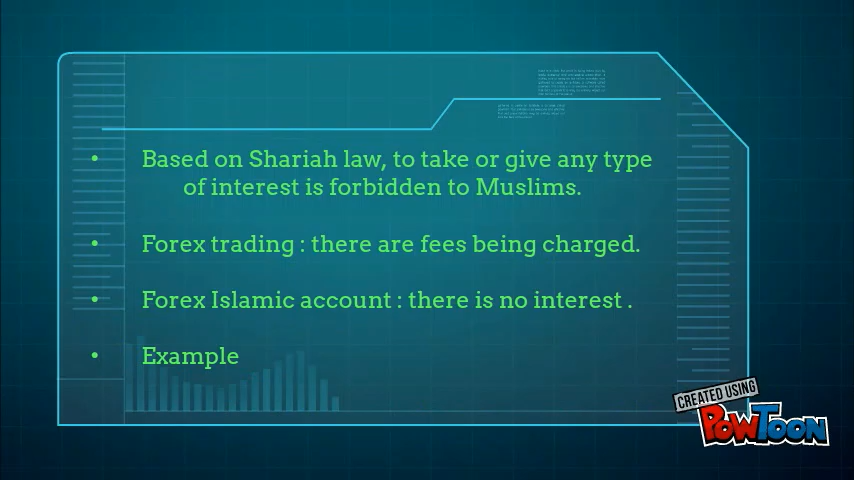 • Based on Shariah law, to take or give any type
of interest is forbidden to Muslims.
• Forex trading : there are fees being charged.
• Forex Islamic account : there is no interest .
• Example
CREATED USING
POWTOON